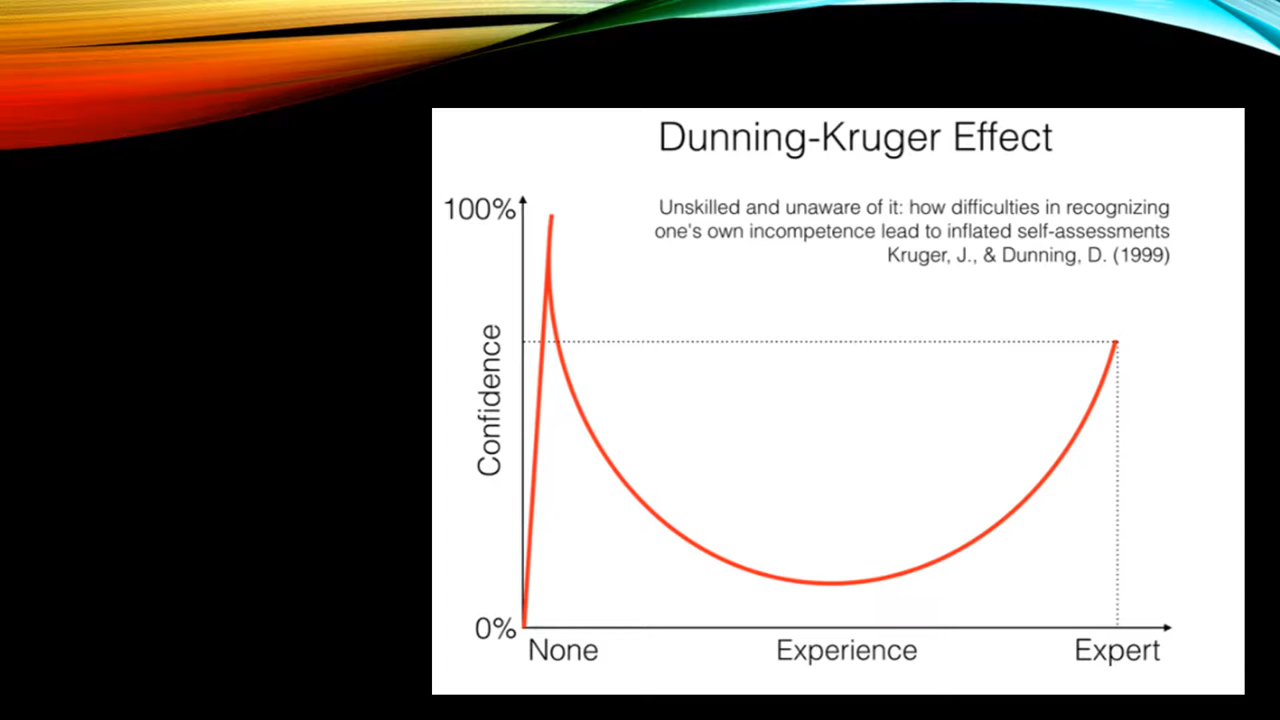 Dunning-Kruger Effect
Unskilled and unaware of it: how difficulties in recognizing
one's own incompetence lead to inflated self-assessments
Kruger, J., & Dunning, D. (1999)
100%
Confidence
0%
None
Experience
Expert